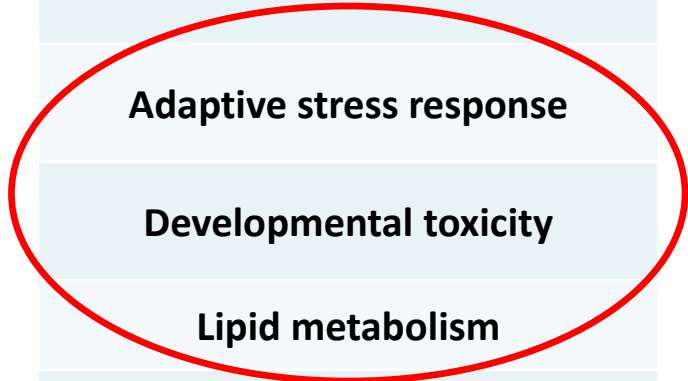 Adaptive stress response
Developmental toxicity
Lipid metabolism